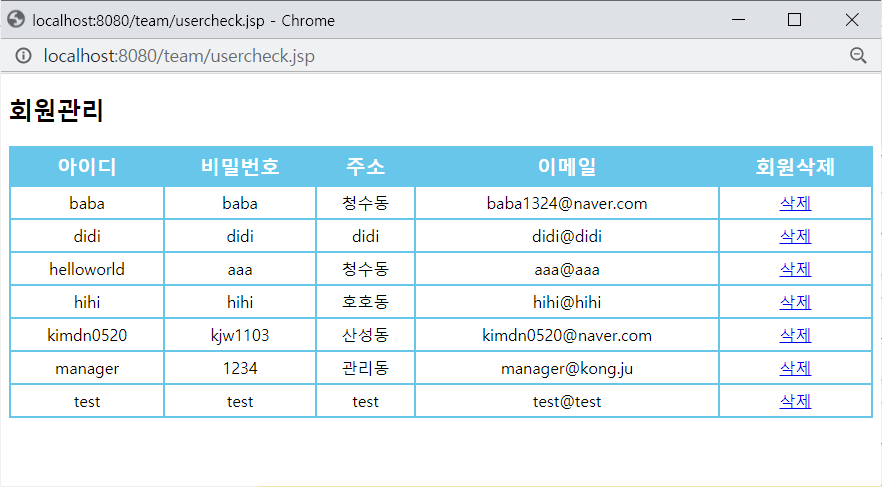 localhost:8080/team/usercheck.jsp - Chrome
localhost:8080/team/usercheck.jsp
회원관리
아이디 비밀번호 주소 이메일 회원삭제
baba baba 청수동 baba1324@naver.com 삭제
didi didi didi didi@didi 삭제
helloworld aaa 청수동 aaa@aaa 삭제
hihi hihi 호호동 hihi@hihi 삭제
kimdn0520 kjw1103 산성동 kimdn0520@naver.com 삭제
manager 1234 관리동 manager@kong.ju 삭제
test test test test@test 삭제